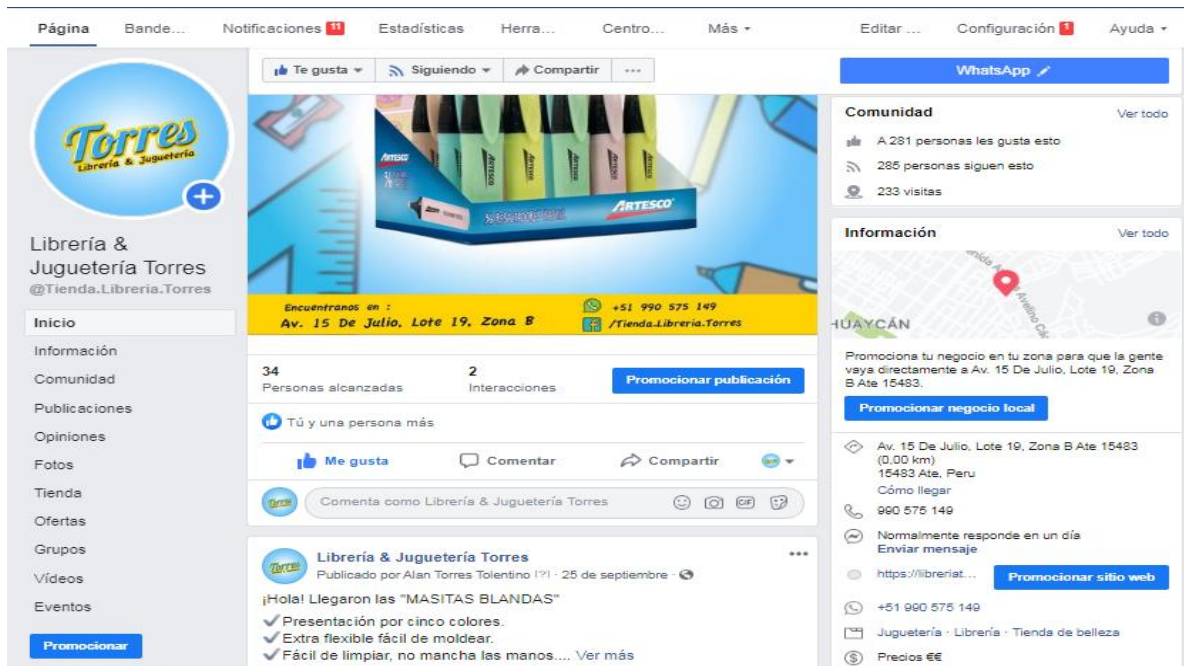 Página Bande... Notificaciones 11 Estadísticas Herra... Centro... Más Editar ... Configuración 1 Ayuda
Torres
Librería & Juguetería
Librería &
Juguetería Torres
@Tienda.Libreria.Torres
Inicio
Información
Comunidad
Publicaciones
Opiniones
Fotos
Tienda
Ofertas
Grupos
Vídeos
Eventos
Promocionar
Te gusta Siguiendo Compartir ...
ARTESCO
ARTESCO
Encuentranos en :
Av. 15 De Julio, Lote 19, Zona B
+51 990 575 149
/Tienda.Libreria.Torres
34
Personas alcanzadas
2
Interacciones
Promocionar publicación
Tú y una persona más
Me gusta Comentar Compartir
Comenta como Librería & Juguetería Torres
GIF
Librería & Juguetería Torres
Publicado por Alan Torres Tolentino [?] · 25 de septiembre ·
¡Hola! Llegaron las "MASITAS BLANDAS"
✓Presentación por cinco colores.
✓Extra flexible fácil de moldear.
✓Fácil de limpiar, no mancha las manos.... Ver más
WhatsApp
Comunidad Ver todo
A 281 personas les gusta esto
285 personas siguen esto
233 visitas
Información Ver todo
HUAYCÁN
Promociona tu negocio en tu zona para que la gente
vaya directamente a Av. 15 De Julio, Lote 19, Zona
B Ate 15483.
Promocionar negocio local
Av. 15 De Julio, Lote 19, Zona B Ate 15483
(0,00 km)
15483 Ate, Peru
Cómo llegar
990 575 149
Normalmente responde en un día
Enviar mensaje
https://libreriat... Promocionar sitio web
+51 990 575 149
Juguetería · Librería · Tienda de belleza
Precios €€